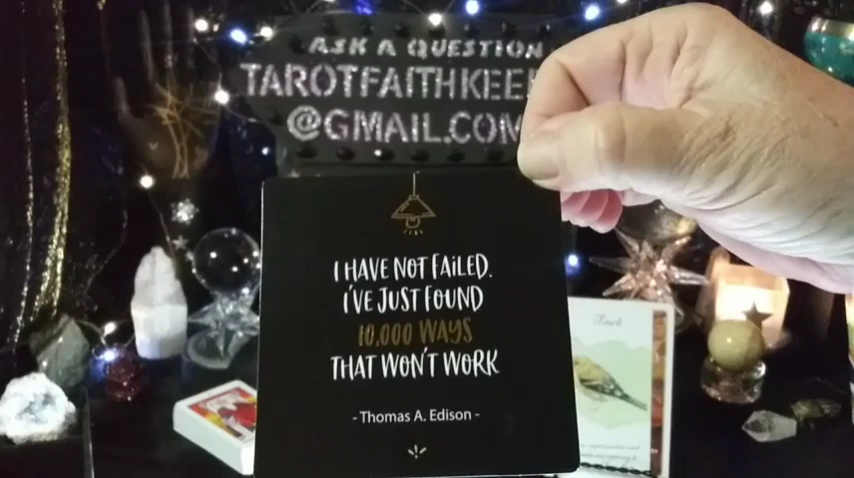 ASK A QUESTION
TAROTFAITHKEE
@GMAIL.COM
I HAVE NOT FAILED.
I'VE JUST FOUND
10,000 WAYS
THAT WON'T WORK
- Thomas A. Edison -
Finch